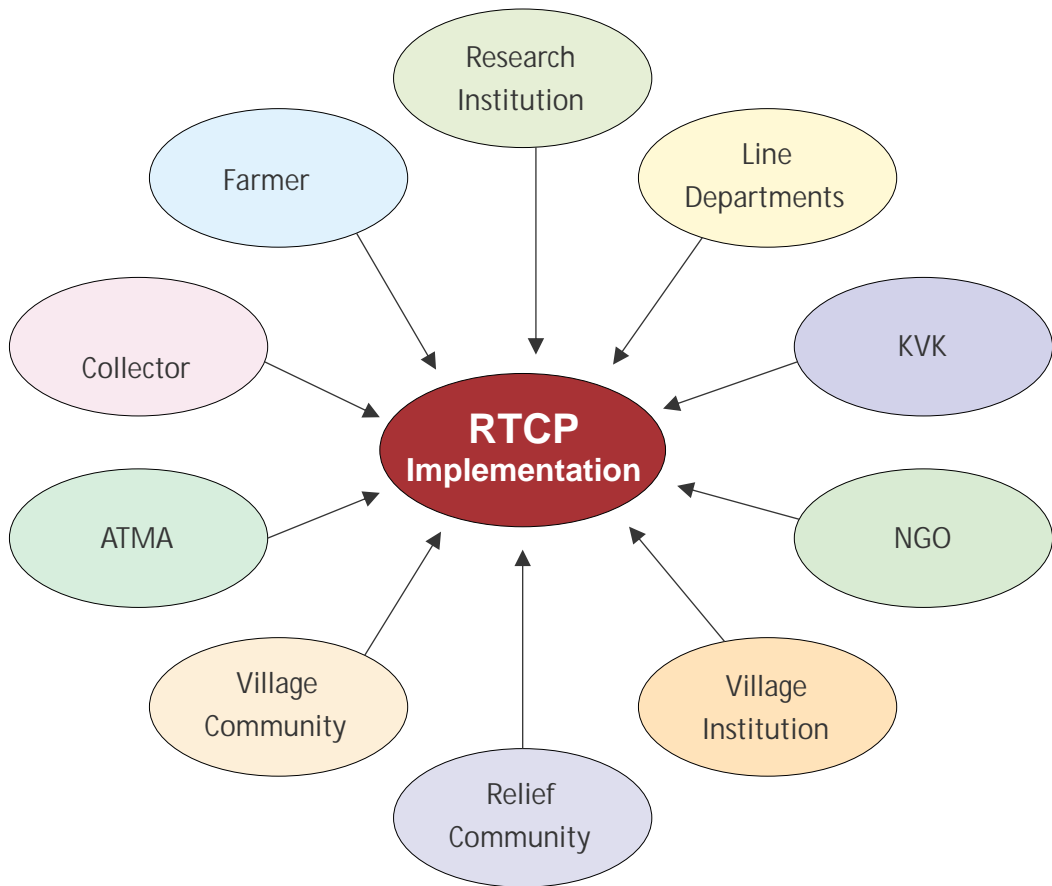 Research
Institution
Line
Departments
Farmer
KVK
Collector
RTCP
Implementation
ATMA
NGO
Village
Community
Village
Institution
Relief
Community